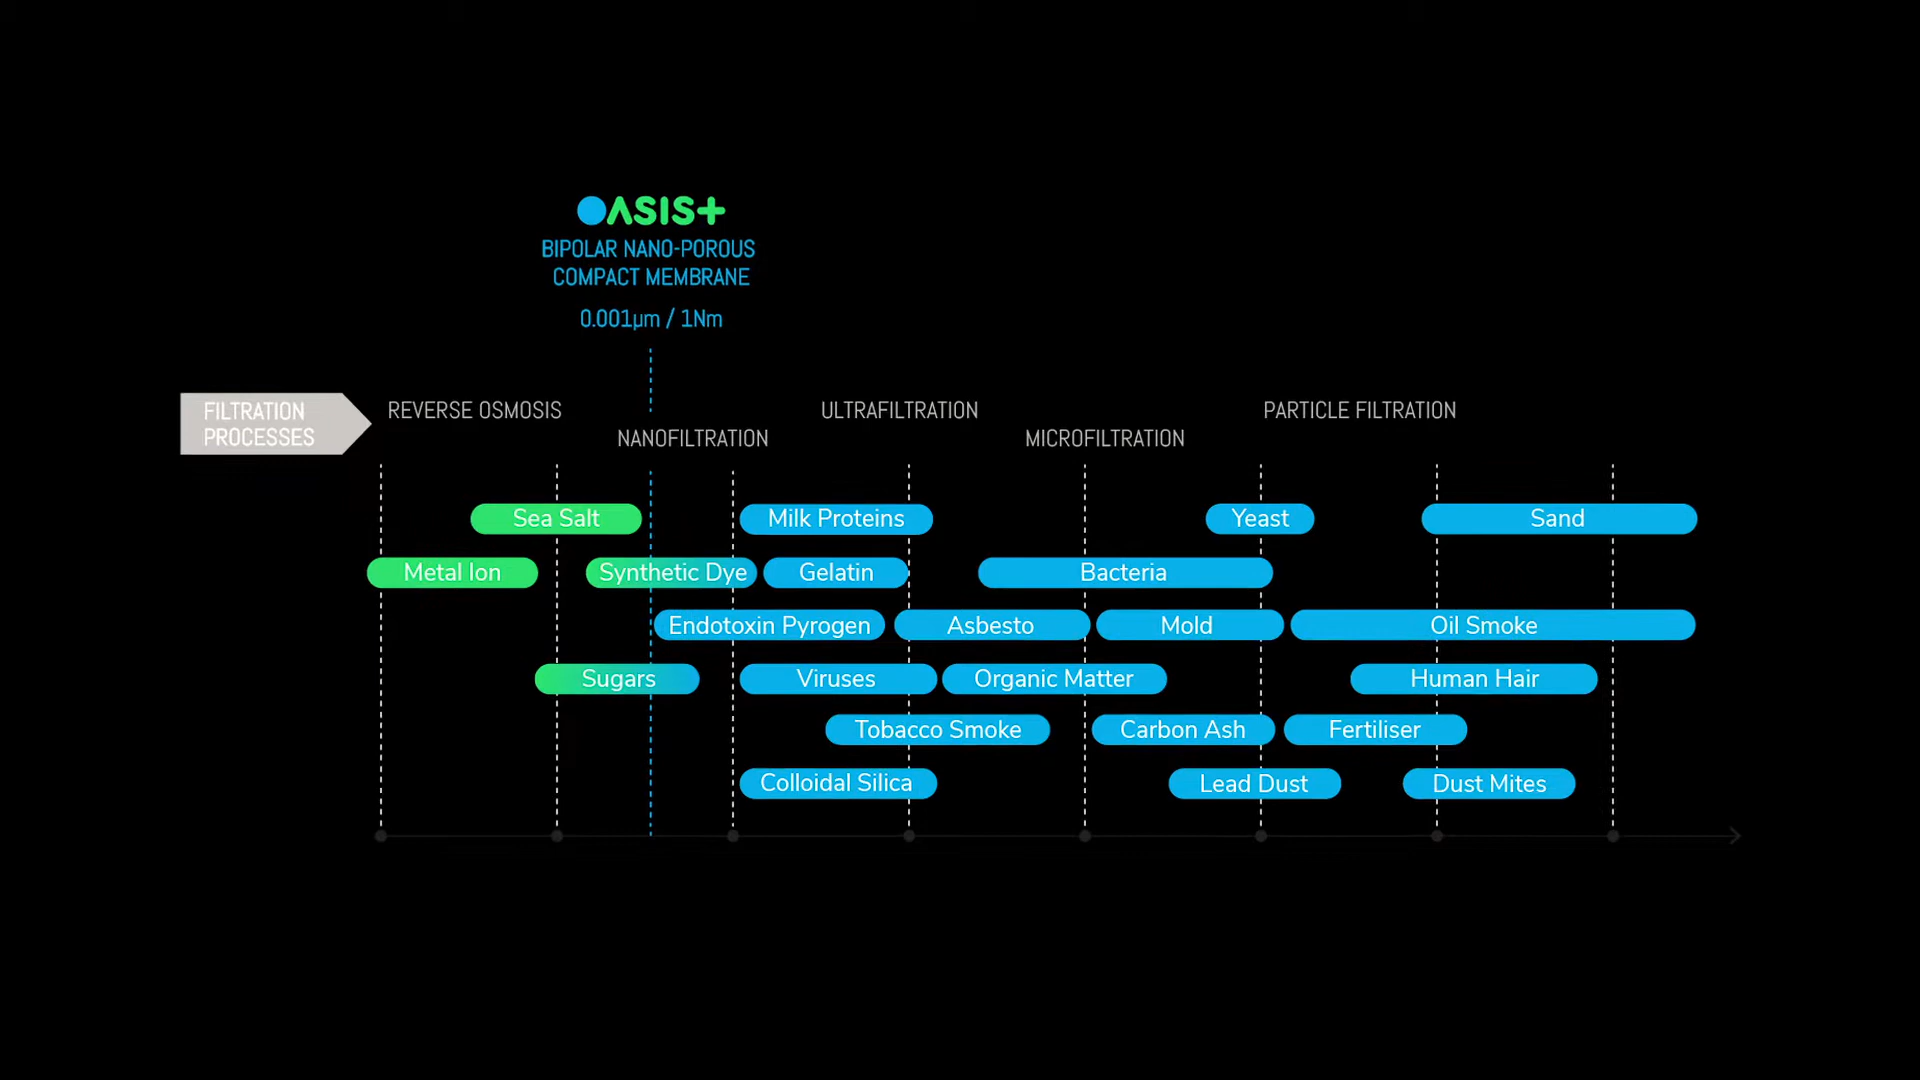 OASIS+
BIPOLAR NANO-POROUS
COMPACT MEMBRANE
0.001µm / 1Nm
FILTRATION
PROCESSES
REVERSE OSMOSIS
NANOFILTRATION
ULTRAFILTRATION
MICROFILTRATION
PARTICLE FILTRATION
Sea Salt
Milk Proteins
Yeast
Sand
Metal Ion
Synthetic Dye
Gelatin
Bacteria
Endotoxin Pyrogen
Asbesto
Mold
Oil Smoke
Sugars
Viruses
Organic Matter
Human Hair
Tobacco Smoke
Carbon Ash
Fertiliser
Colloidal Silica
Lead Dust
Dust Mites